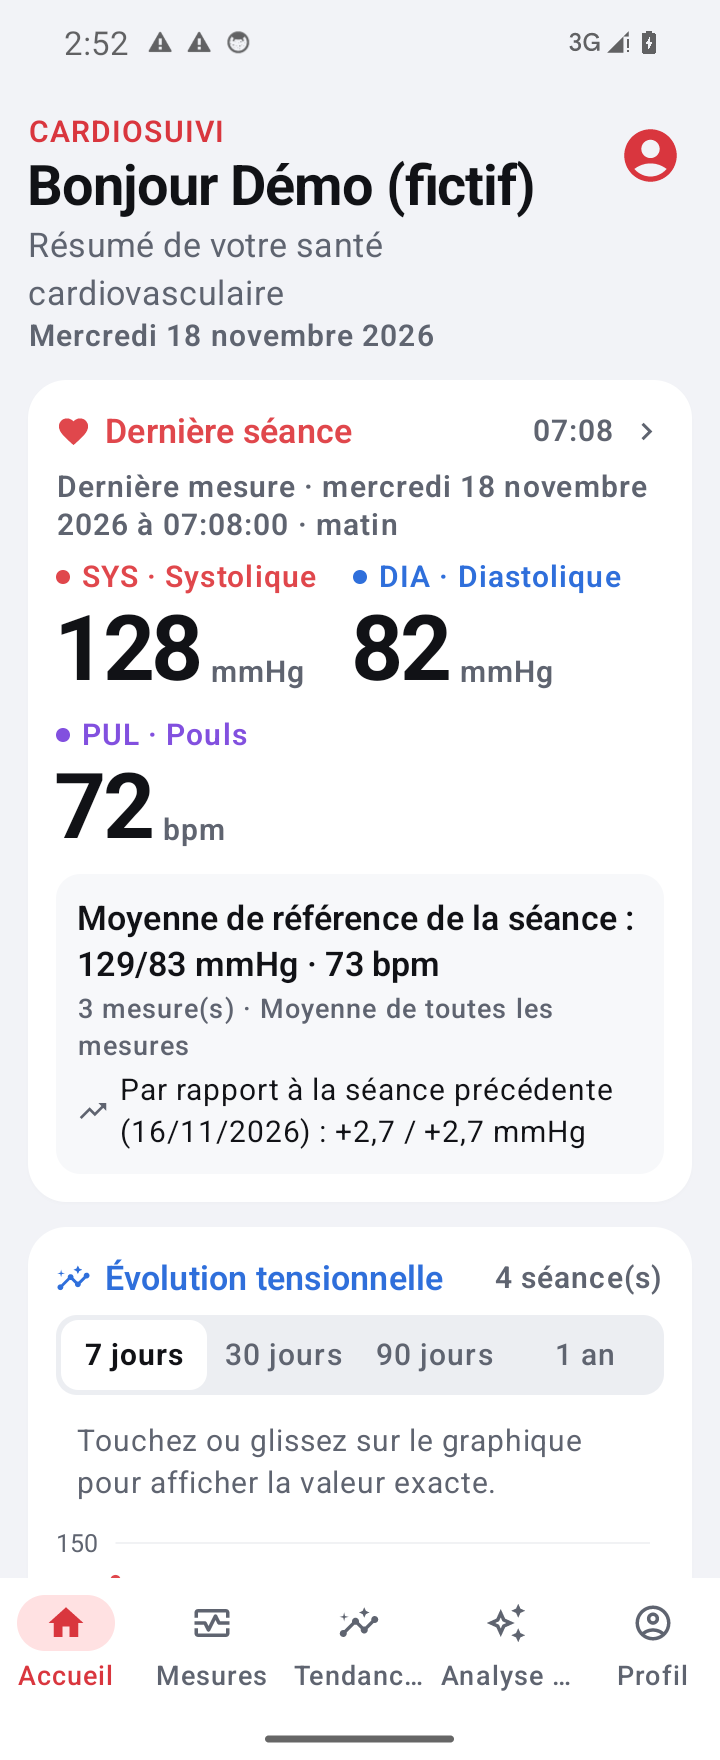 2:52
3G
CARDIOSUIVI
Bonjour Démo (fictif)
Résumé de votre santé
cardiovasculaire
Mercredi 18 novembre 2026
Dernière séance 07:08
Dernière mesure · mercredi 18 novembre
2026 à 07:08:00 · matin
SYS · Systolique DIA · Diastolique
128 mmHg 82 mmHg
PUL · Pouls
72 bpm
Moyenne de référence de la séance :
129/83 mmHg · 73 bpm
3 mesure(s) · Moyenne de toutes les
mesures
Par rapport à la séance précédente
(16/11/2026) : +2,7 / +2,7 mmHg
Évolution tensionnelle 4 séance(s)
7 jours 30 jours 90 jours 1 an
Touchez ou glissez sur le graphique
pour afficher la valeur exacte.
150
Accueil Mesures Tendanc… Analyse … Profil